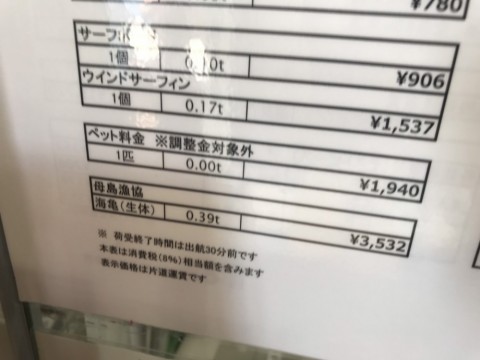 ¥780
サーフボ
1個 0.10t ¥906
ウインドサーフィン
1個 0.17t ¥1,537
ペット料金 ※調整金対象外
1匹 0.00t ¥1,940
母島漁協
海亀(生体) 0.39t ¥3,532
※ 荷受終了時間は出航30分前です
本表は消費税(8%)相当額を含みます
表示価格は片道運賃です